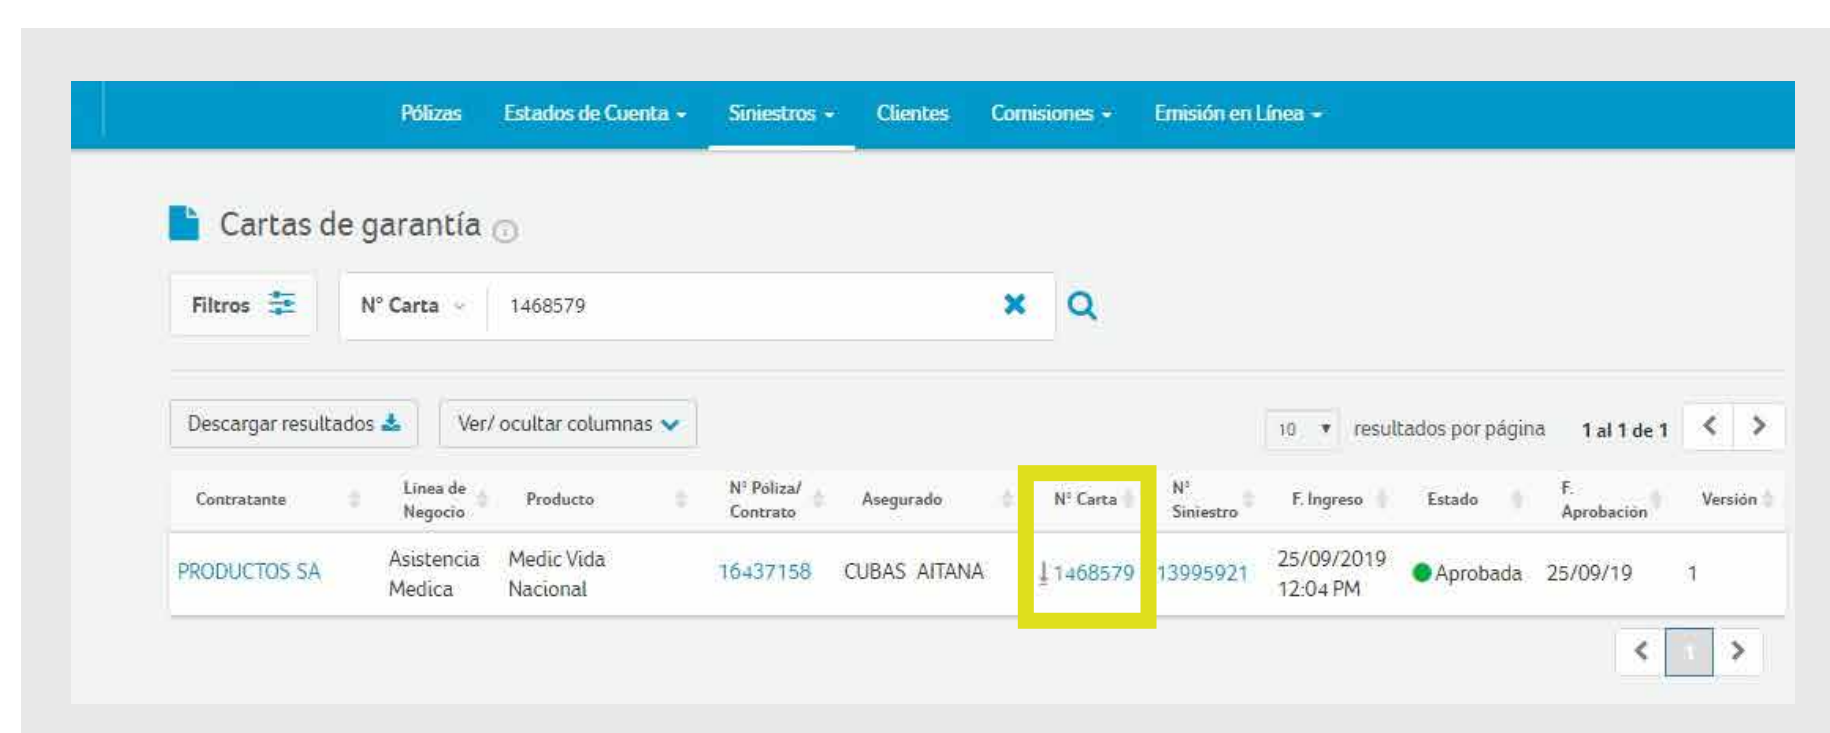 Pólizas Estados de Cuenta Siniestros Clientes Comisiones Emisión en Línea
Cartas de garantía
Filtros N° Carta 1468579
Descargar resultados Ver/ ocultar columnas 10 resultados por página 1 al 1 de 1
Contratante Línea de Negocio Producto N° Poliza/ Contrato Asegurado N° Carta N° Siniestro F. Ingreso Estado F. Aprobación Versión
PRODUCTOS SA Asistencia Medica Medic Vida Nacional 16437158 CUBAS AITANA 1468579 13995921 25/09/2019 12:04 PM Aprobada 25/09/19 1
1